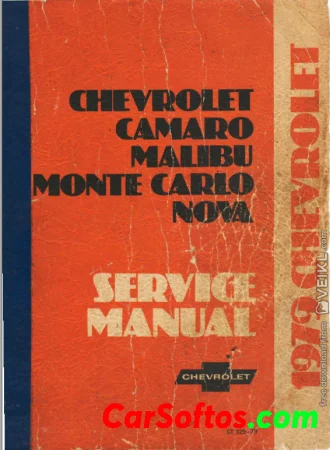 CHEVROLET
CAMARO
MALIBU
MONTE CARLO
NOVA
SERVICE
MANUAL
CHEVROLET
1979 CHEVROLET
CarSoftos.com